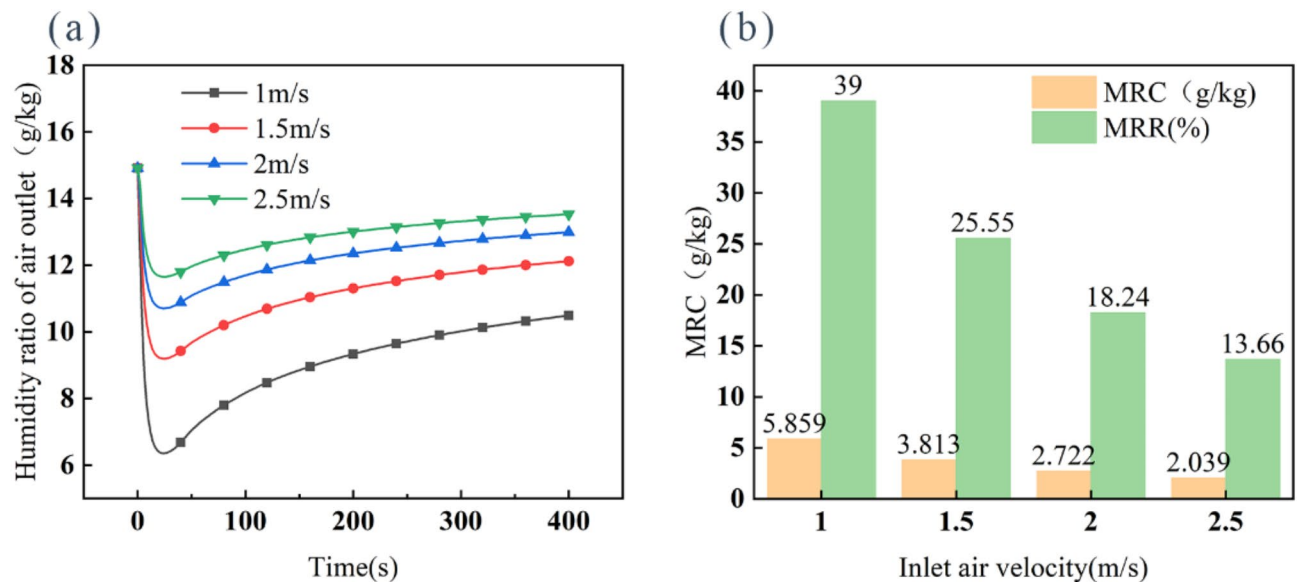 (a)
Humidity ratio of air outlet（g/kg）
18
16
14
12
10
8
6
1m/s
1.5m/s
2m/s
2.5m/s
0
100
200
300
400
Time(s)
(b)
MRC（g/kg）
40
35
30
25
20
15
10
5
0
MRC（g/kg)
MRR(%)
39
25.55
18.24
13.66
5.859
3.813
2.722
2.039
1
1.5
2
2.5
Inlet air velocity(m/s)